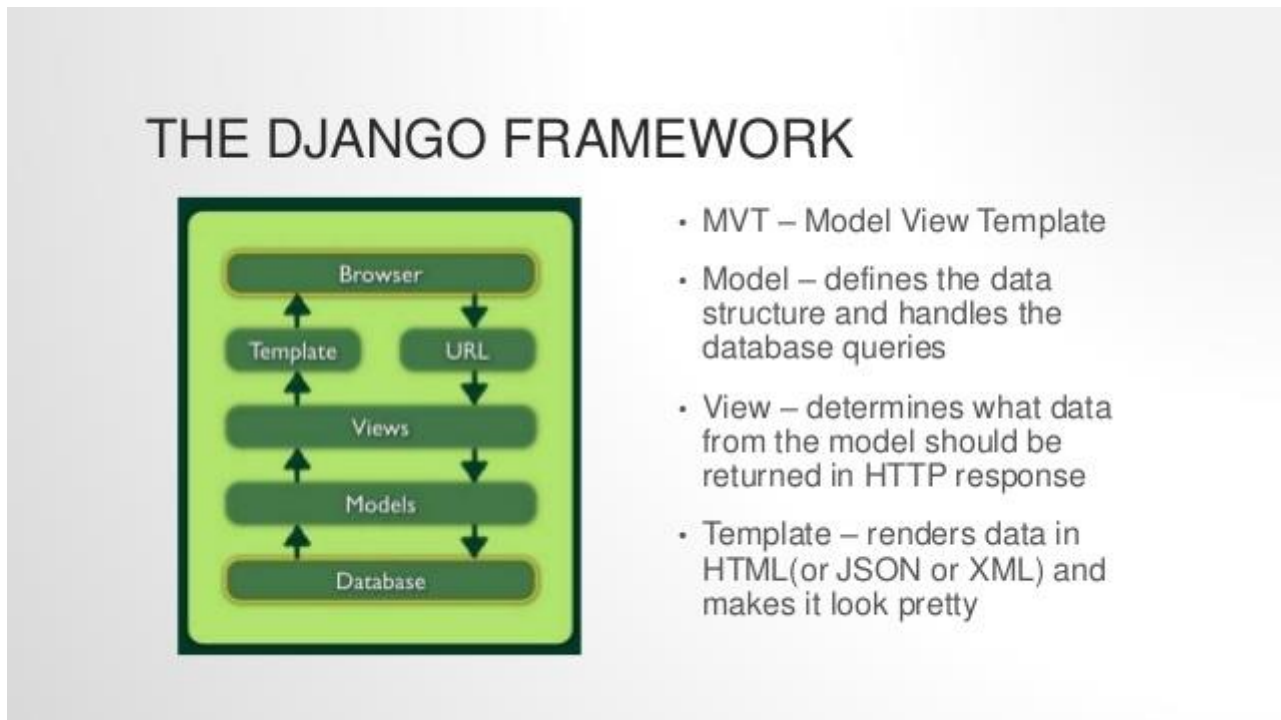 THE DJANGO FRAMEWORK
Browser
Template
URL
Views
Models
Database
• MVT – Model View Template
• Model – defines the data
structure and handles the
database queries
• View – determines what data
from the model should be
returned in HTTP response
• Template – renders data in
HTML(or JSON or XML) and
makes it look pretty